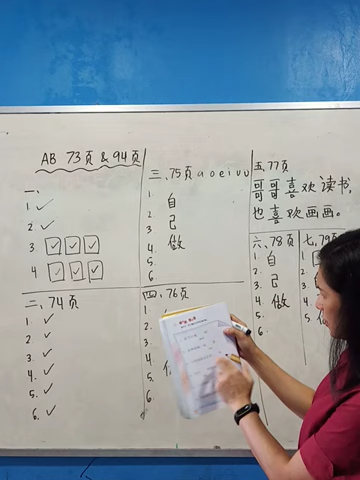 AB 73页 & 94页
一、
1. ✓
2 ✓
3 ✓ ✓ ✓
4. ✓ ✓ ✓
二、74页
1. ✓
2. ✓
3. ✓
4. ✓
5. ✓
6. ✓
三、75页 a o e i u ü
1. 自
2.
3. 己
4. 做
5.
6.
四、76页
1.
2.
3.
4.
5.
6.
五、77页
哥哥喜欢读书,
也喜欢画画。
六、78页
1. 自
2.
3. 己
4. 做
5.
6.
七、79页
1.
2.
3.
4.
5.